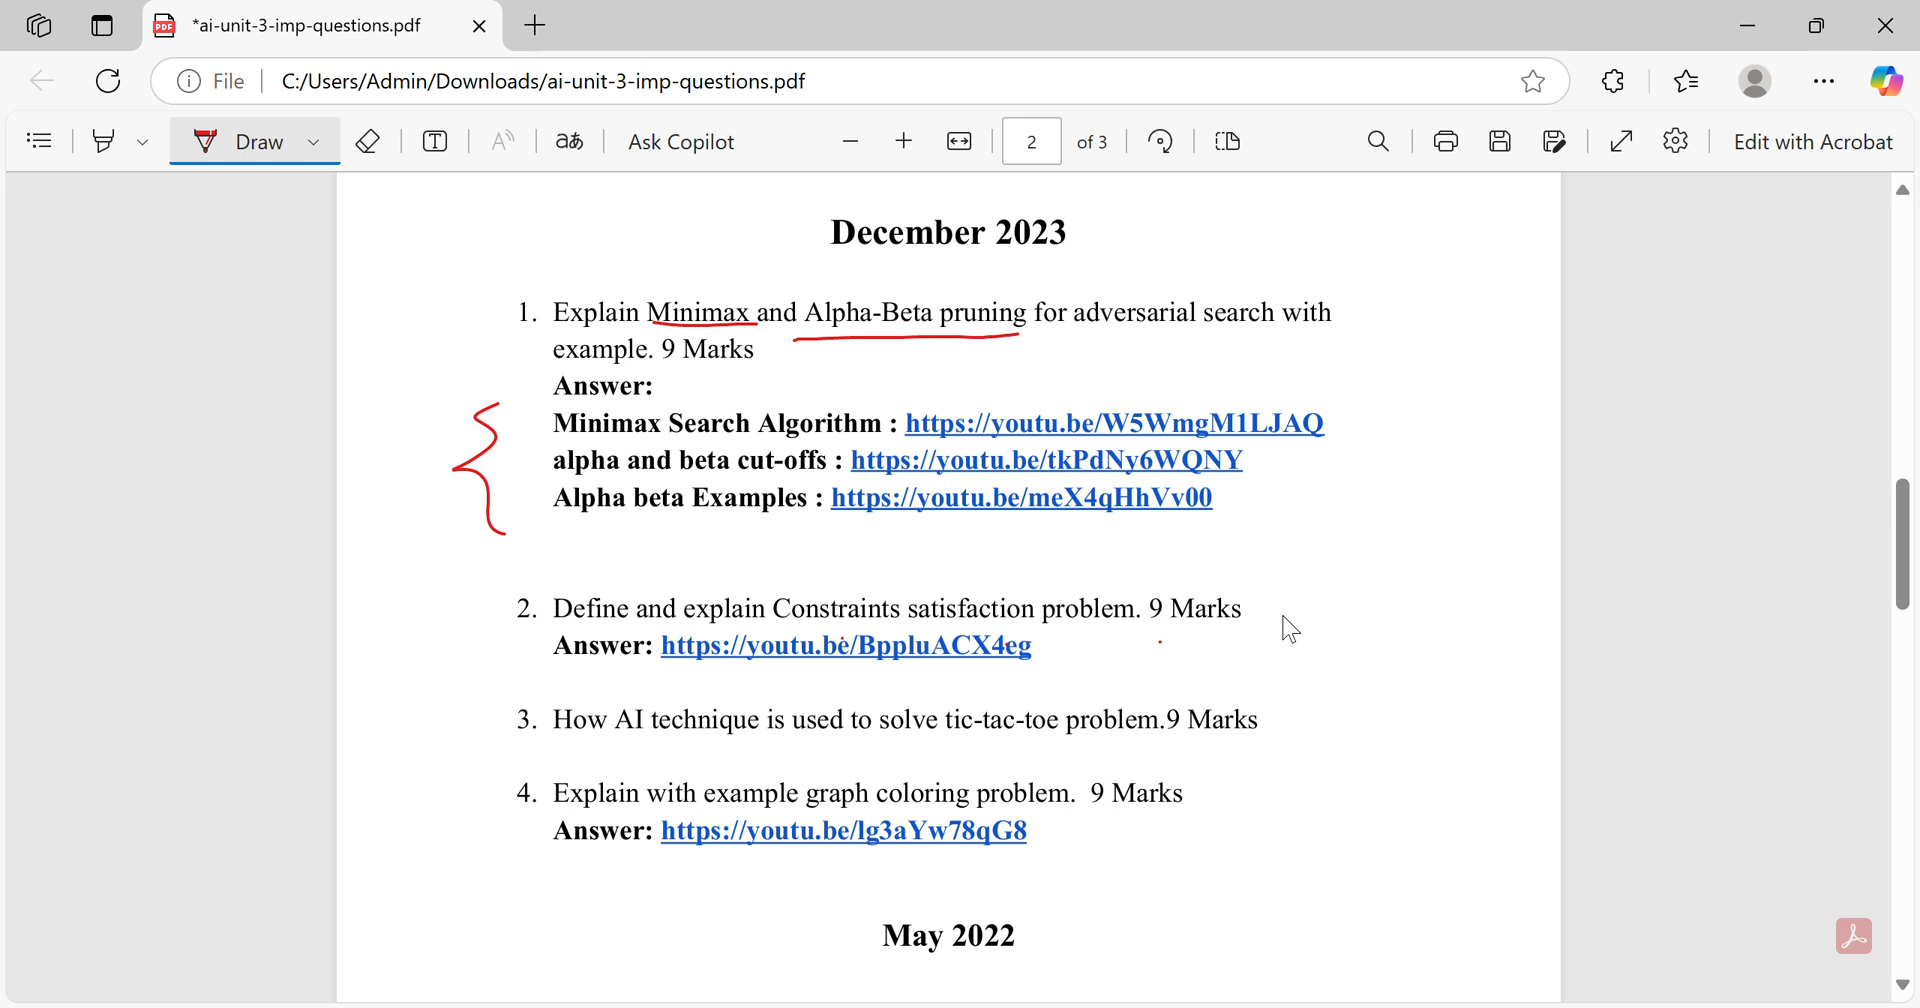 *ai-unit-3-imp-questions.pdf
File
C:/Users/Admin/Downloads/ai-unit-3-imp-questions.pdf
Draw
aあ
Ask Copilot
2 of 3
Edit with Acrobat
December 2023
1. Explain Minimax and Alpha-Beta pruning for adversarial search with
example. 9 Marks
Answer:
Minimax Search Algorithm : https://youtu.be/W5WmgM1LJAQ
alpha and beta cut-offs : https://youtu.be/tkPdNy6WQNY
Alpha beta Examples : https://youtu.be/meX4qHhVv00
2. Define and explain Constraints satisfaction problem. 9 Marks
Answer: https://youtu.be/BppluACX4eg
3. How AI technique is used to solve tic-tac-toe problem.9 Marks
4. Explain with example graph coloring problem. 9 Marks
Answer: https://youtu.be/lg3aYw78qG8
May 2022